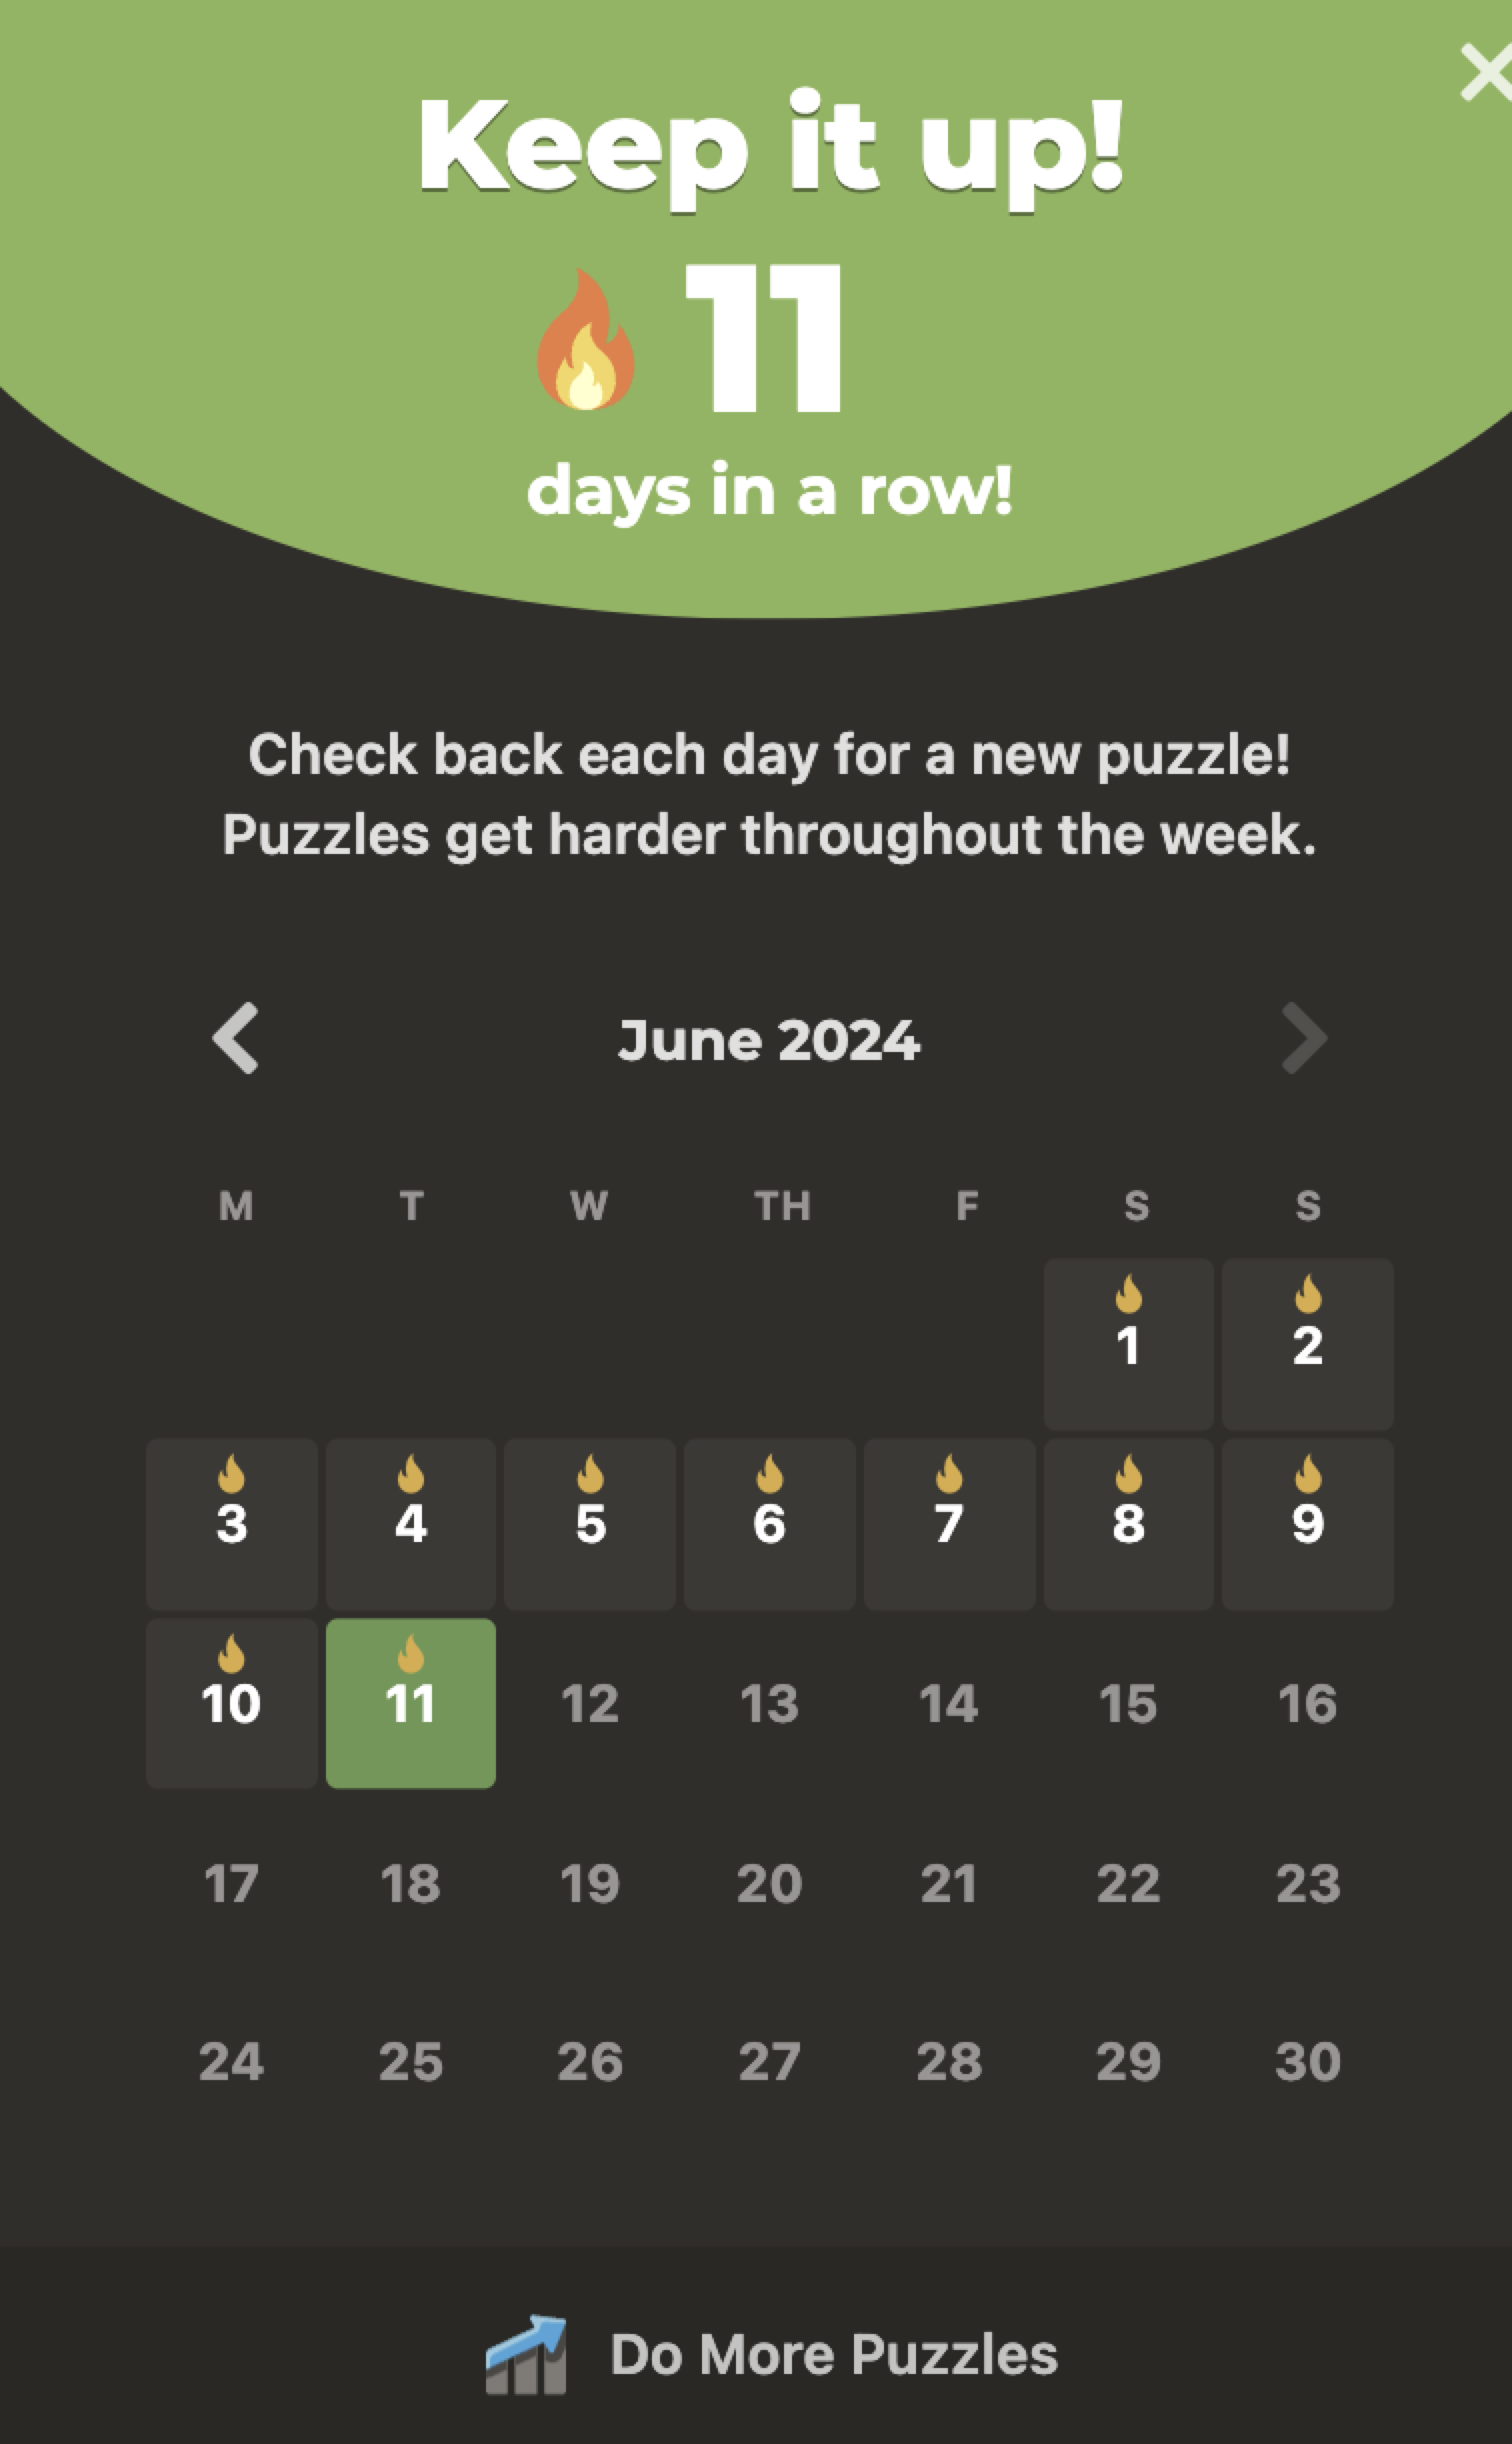 Keep it up!
11
days in a row!
Check back each day for a new puzzle!
Puzzles get harder throughout the week.
June 2024
M T W TH F S S
1 2
3 4 5 6 7 8 9
10 11 12 13 14 15 16
17 18 19 20 21 22 23
24 25 26 27 28 29 30
Do More Puzzles